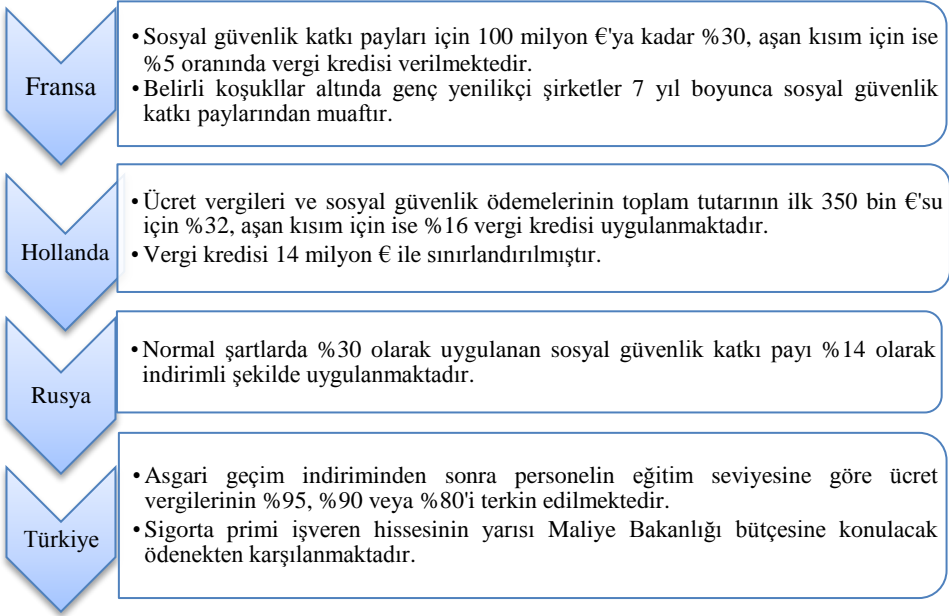 Fransa
• Sosyal güvenlik katkı payları için 100 milyon €'ya kadar %30, aşan kısım için ise
%5 oranında vergi kredisi verilmektedir.
• Belirli koşukllar altında genç yenilikçi şirketler 7 yıl boyunca sosyal güvenlik
katkı paylarından muaftır.
Hollanda
• Ücret vergileri ve sosyal güvenlik ödemelerinin toplam tutarının ilk 350 bin €'su
için %32, aşan kısım için ise %16 vergi kredisi uygulanmaktadır.
• Vergi kredisi 14 milyon € ile sınırlandırılmıştır.
Rusya
• Normal şartlarda %30 olarak uygulanan sosyal güvenlik katkı payı %14 olarak
indirimli şekilde uygulanmaktadır.
Türkiye
• Asgari geçim indiriminden sonra personelin eğitim seviyesine göre ücret
vergilerinin %95, %90 veya %80'i terkin edilmektedir.
• Sigorta primi işveren hissesinin yarısı Maliye Bakanlığı bütçesine konulacak
ödenekten karşılanmaktadır.